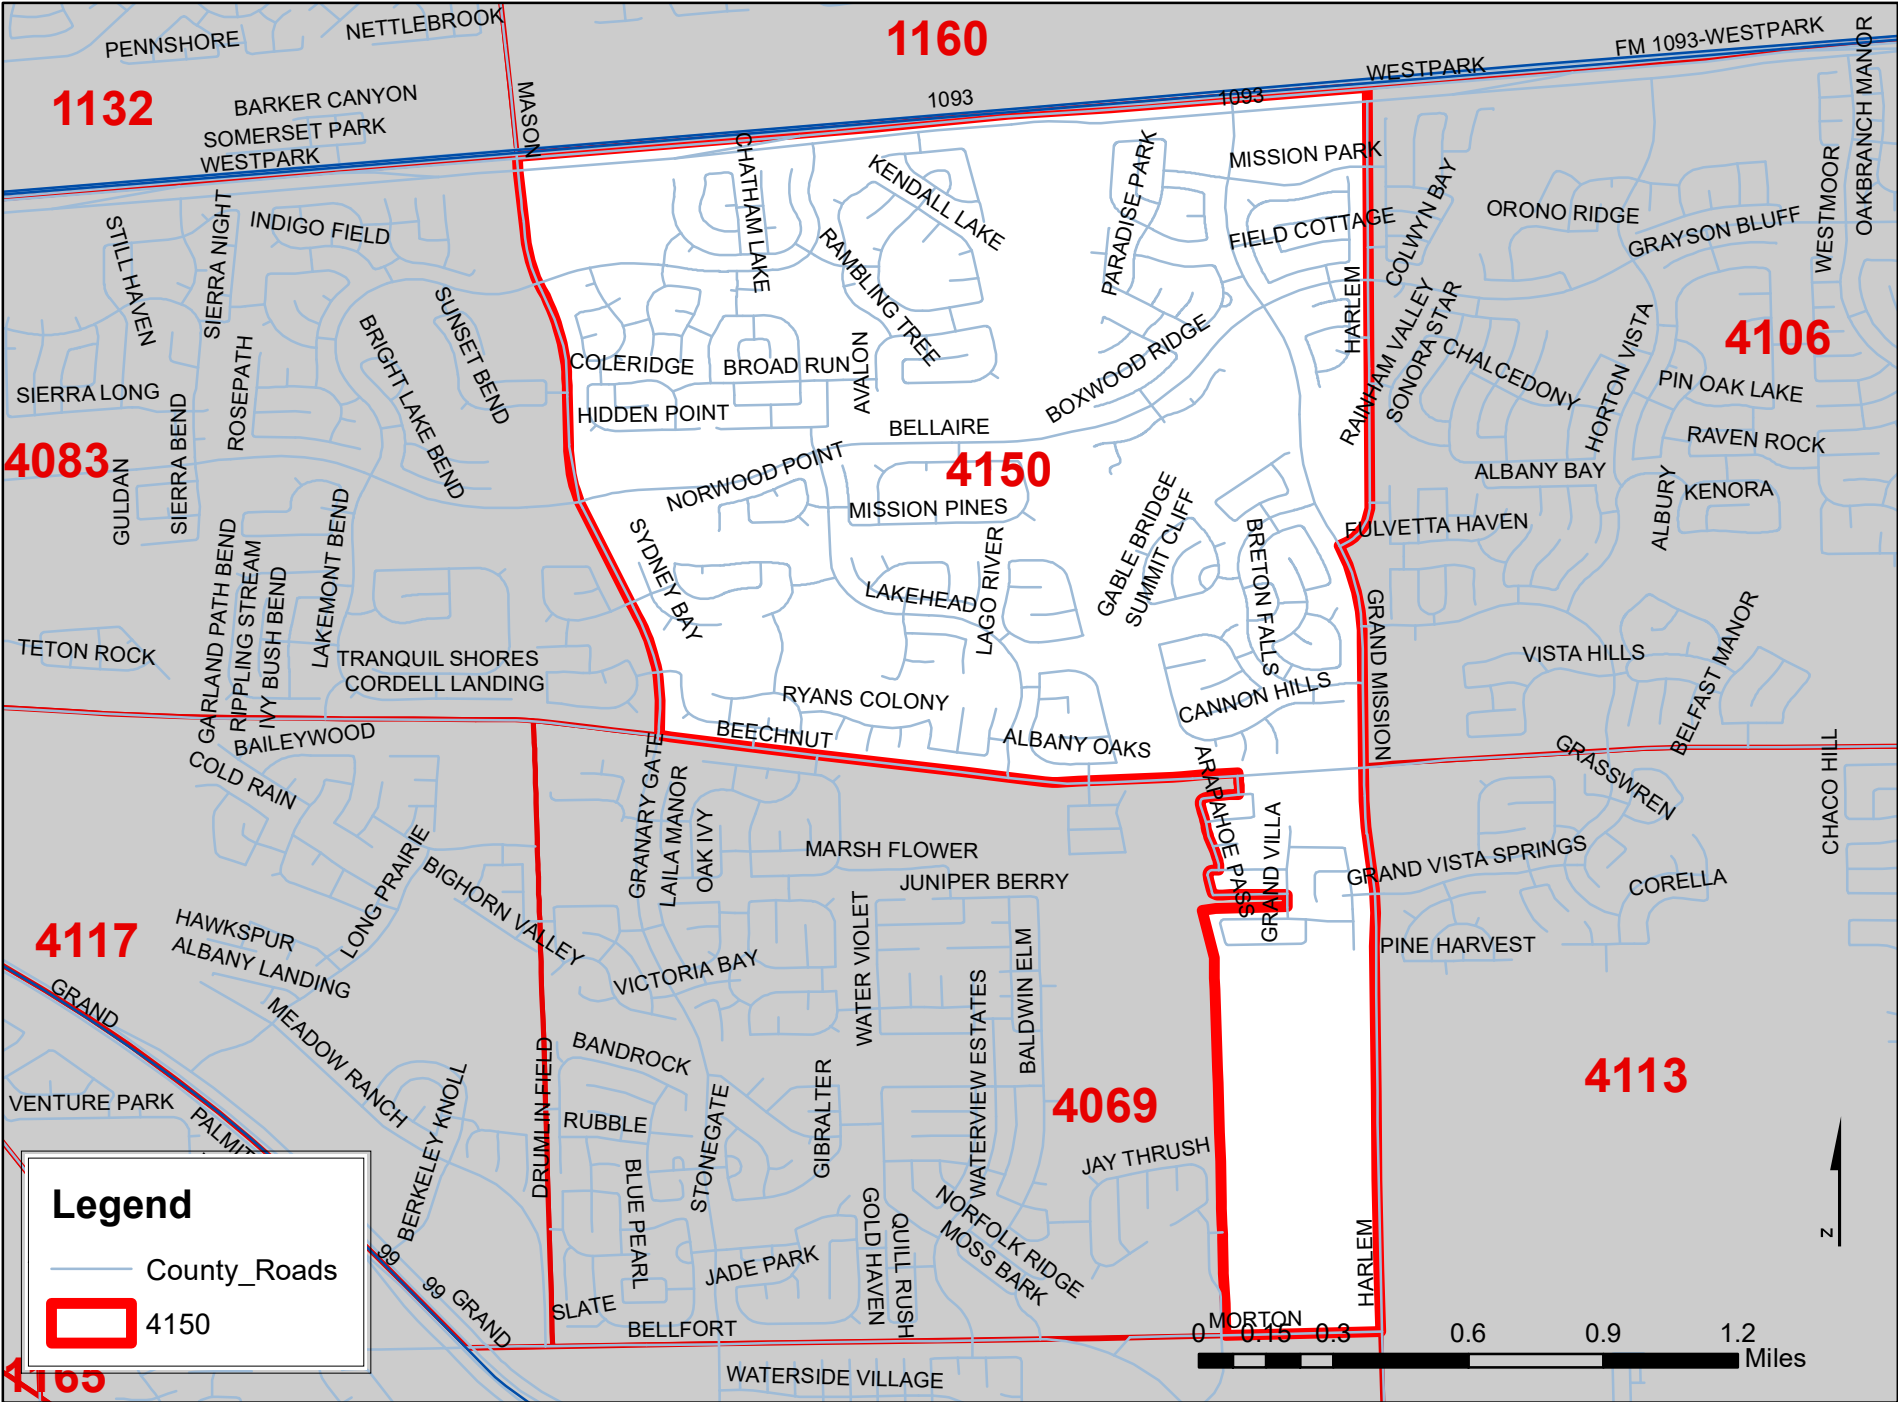 NETTLEBROOK
PENNSHORE
1160
FM 1093-WESTPARK
WESTPARK
OAKBRANCH MANOR
1132
BARKER CANYON
SOMERSET PARK
WESTPARK
MASON
1093
1093
CHATHAM LAKE
KENDALL LAKE
PARADISE PARK
MISSION PARK
COLWYN BAY
ORONO RIDGE
GRAYSON BLUFF
WESTMOOR
STILL HAVEN
SIERRA NIGHT
INDIGO FIELD
RAMBLING TREE
FIELD COTTAGE
HARLEM
RAINHAM VALLEY
SONORA STAR
CHALCEDONY
HORTON VISTA
4106
SUNSET BEND
BRIGHT LAKE BEND
ROSEPATH
COLERIDGE
BROAD RUN
AVALON
BOXWOOD RIDGE
PIN OAK LAKE
SIERRA LONG
SIERRA BEND
HIDDEN POINT
BELLAIRE
RAVEN ROCK
4083
GULDAN
NORWOOD POINT
4150
ALBANY BAY
ALBURY
KENORA
MISSION PINES
GABLE BRIDGE
SUMMIT CLIFF
BRETON FALLS
FULVETTA HAVEN
GARLAND PATH BEND
RIPPLING STREAM
IVY BUSH BEND
LAKEMONT BEND
SYDNEY BAY
LAKEHEAD
LAGO RIVER
GRAND MISSION
BELFAST MANOR
TETON ROCK
TRANQUIL SHORES
CORDELL LANDING
VISTA HILLS
RYANS COLONY
CANNON HILLS
BAILEYWOOD
BEECHNUT
ALBANY OAKS
COLD RAIN
GRANARY GATE
LAILA MANOR
OAK IVY
ARAPAHOE PASS
GRAND VILLA
GRASSWREN
CHACO HILL
LONG PRAIRIE
BIGHORN VALLEY
MARSH FLOWER
JUNIPER BERRY
GRAND VISTA SPRINGS
CORELLA
4117
HAWKSPUR
ALBANY LANDING
VICTORIA BAY
WATER VIOLET
WATERVIEW ESTATES
BALDWIN ELM
PINE HARVEST
GRAND
MEADOW RANCH
DRUMLIN FIELD
BANDROCK
4113
VENTURE PARK
PALMIT
BERKELEY KNOLL
RUBBLE
STONEGATE
GIBRALTER
4069
JAY THRUSH
BLUE PEARL
GOLD HAVEN
QUILL RUSH
NORFOLK RIDGE
MOSS BARK
HARLEM
Z
99
99
GRAND
JADE PARK
SLATE
BELLFORT
MORTON
WATERSIDE VILLAGE
Legend
County_Roads
4150
1165
0 0.15 0.3 0.6 0.9 1.2
Miles